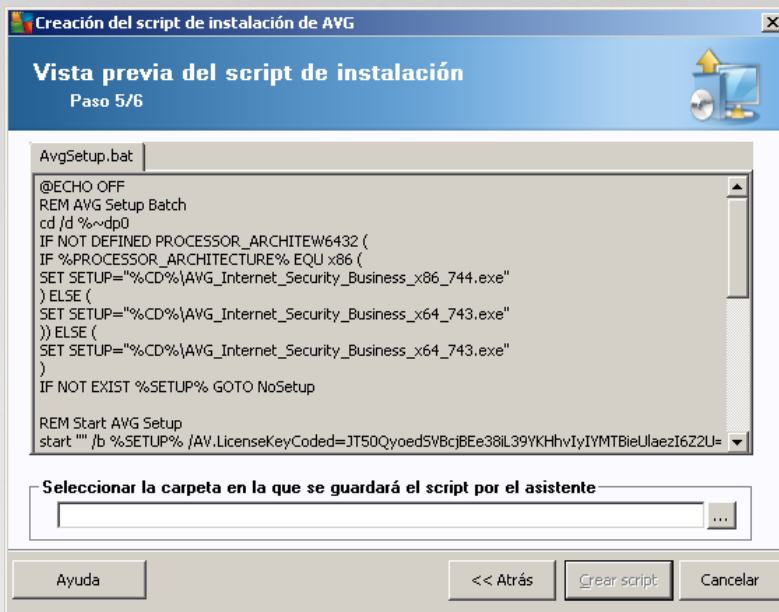 Creación del script de instalación de AVG
Vista previa del script de instalación
Paso 5/6
AvgSetup.bat
@ECHO OFF
REM AVG Setup Batch
cd /d %~dp0
IF NOT DEFINED PROCESSOR_ARCHITEW6432 (
IF %PROCESSOR_ARCHITECTURE% EQU x86 (
SET SETUP="%CD%\AVG_Internet_Security_Business_x86_744.exe"
) ELSE (
SET SETUP="%CD%\AVG_Internet_Security_Business_x64_743.exe"
)) ELSE (
SET SETUP="%CD%\AVG_Internet_Security_Business_x64_743.exe"
)
IF NOT EXIST %SETUP% GOTO NoSetup
REM Start AVG Setup
start "" /b %SETUP% /AV.LicenseKeyCoded=JT50QyoedSVBcjBEe38iL39YKHhvIyIYMTBieUlaezI6Z2U=
Seleccionar la carpeta en la que se guardará el script por el asistente
...
Ayuda
<< Atrás
Crear script
Cancelar